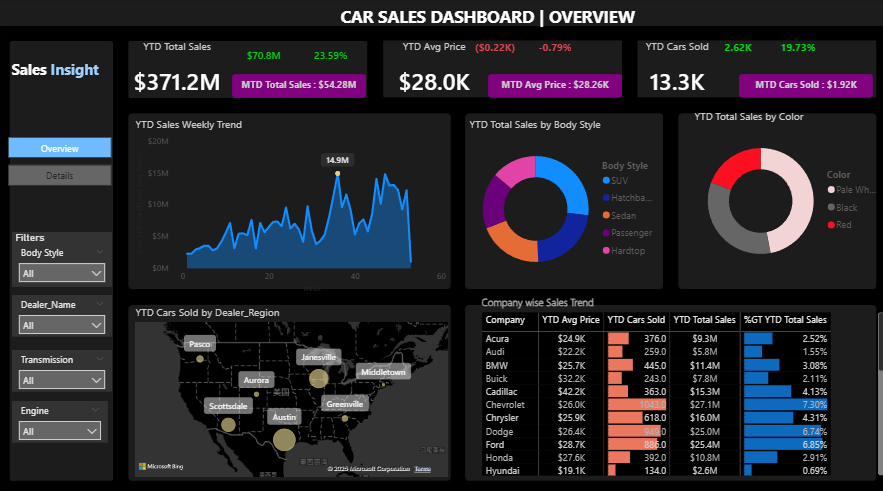 CAR SALES DASHBOARD | OVERVIEW
Sales Insight
Overview
Details
Filters
Body Style
All
Dealer_Name
All
Transmission
All
Engine
All
YTD Total Sales
$70.8M 23.59%
$371.2M
MTD Total Sales : $54.28M
YTD Avg Price ($0.22K) -0.79%
$28.0K
MTD Avg Price : $28.26K
YTD Cars Sold 2.62K 19.73%
13.3K
MTD Cars Sold : $1.92K
YTD Sales Weekly Trend
$20M
$15M
$10M
$5M
$0M
14.9M
0 20 40 60
YTD Total Sales by Body Style
Body Style
SUV
Hatchba...
Sedan
Passenger
Hardtop
YTD Total Sales by Color
Color
Pale Wh...
Black
Red
YTD Cars Sold by Dealer_Region
Pasco
Janesville
Middletown
Aurora
美国
Scottsdale
Greenville
Austin
Microsoft Bing
© 2025 Microsoft Corporation Terms
Company wise Sales Trend
Company YTD Avg Price YTD Cars Sold YTD Total Sales %GT YTD Total Sales
Acura $24.9K 376.0 $9.3M 2.52%
Audi $22.2K 259.0 $5.8M 1.55%
BMW $25.7K 445.0 $11.4M 3.08%
Buick $32.2K 243.0 $7.8M 2.11%
Cadillac $42.2K 363.0 $15.3M 4.13%
Chevrolet $26.0K 1043.0 $27.1M 7.30%
Chrysler $25.9K 618.0 $16.0M 4.31%
Dodge $26.4K 949.0 $25.0M 6.74%
Ford $28.7K 886.0 $25.4M 6.85%
Honda $27.6K 392.0 $10.8M 2.91%
Hyundai $19.1K 134.0 $2.6M 0.69%